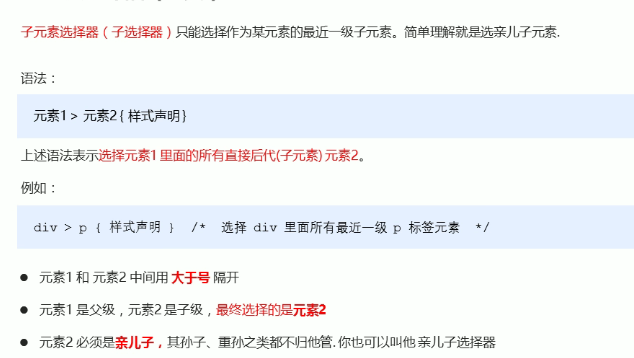 子元素选择器（子选择器）只能选择作为某元素的最近一级子元素。简单理解就是选亲儿子元素.
语法：
元素1 > 元素2 { 样式声明 }
上述语法表示选择元素1 里面的所有直接后代(子元素) 元素2。
例如：
div > p { 样式声明 } /* 选择 div 里面所有最近一级 p 标签元素 */
● 元素1 和 元素2 中间用 大于号 隔开
● 元素1 是父级，元素2 是子级，最终选择的是元素2
● 元素2 必须是亲儿子，其孙子、重孙之类都不归他管. 你也可以叫他 亲儿子选择器